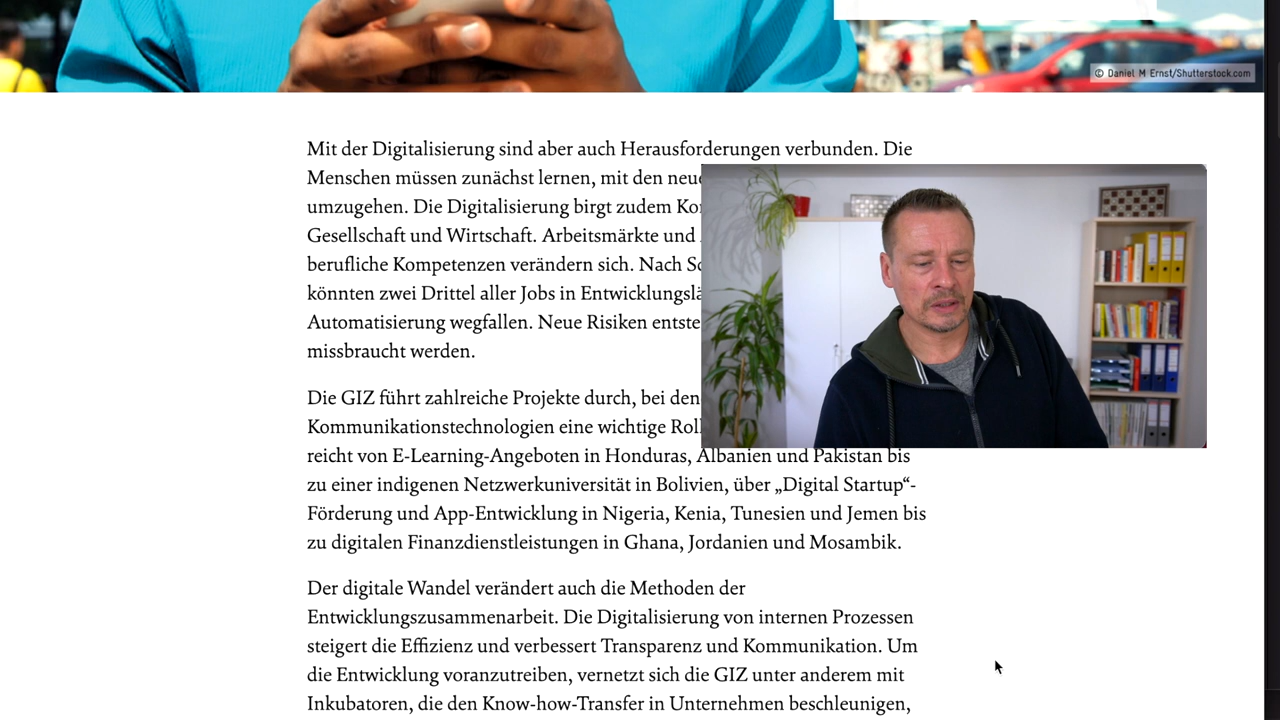 © Daniel M Ernst/Shutterstock.com
Mit der Digitalisierung sind aber auch Herausforderungen verbunden. Die
Menschen müssen zunächst lernen, mit den
umzugehen. Die Digitalisierung birgt zudem
Gesellschaft und Wirtschaft. Arbeitsmärkte und
berufliche Kompetenzen verändern sich. Nach
könnten zwei Drittel aller Jobs in
Automatisierung wegfallen. Neue Risiken
missbraucht werden.
Die GIZ führt zahlreiche Projekte durch, bei
Kommunikationstechnologien eine wichtige
reicht von E-Learning-Angeboten in Honduras, Albanien und Pakistan bis
zu einer indigenen Netzwerkuniversität in Bolivien, über „Digital Startup“-
Förderung und App-Entwicklung in Nigeria, Kenia, Tunesien und Jemen bis
zu digitalen Finanzdienstleistungen in Ghana, Jordanien und Mosambik.
Der digitale Wandel verändert auch die Methoden der
Entwicklungszusammenarbeit. Die Digitalisierung von internen Prozessen
steigert die Effizienz und verbessert Transparenz und Kommunikation. Um
die Entwicklung voranzutreiben, vernetzt sich die GIZ unter anderem mit
Inkubatoren, die den Know-how-Transfer in Unternehmen beschleunigen,